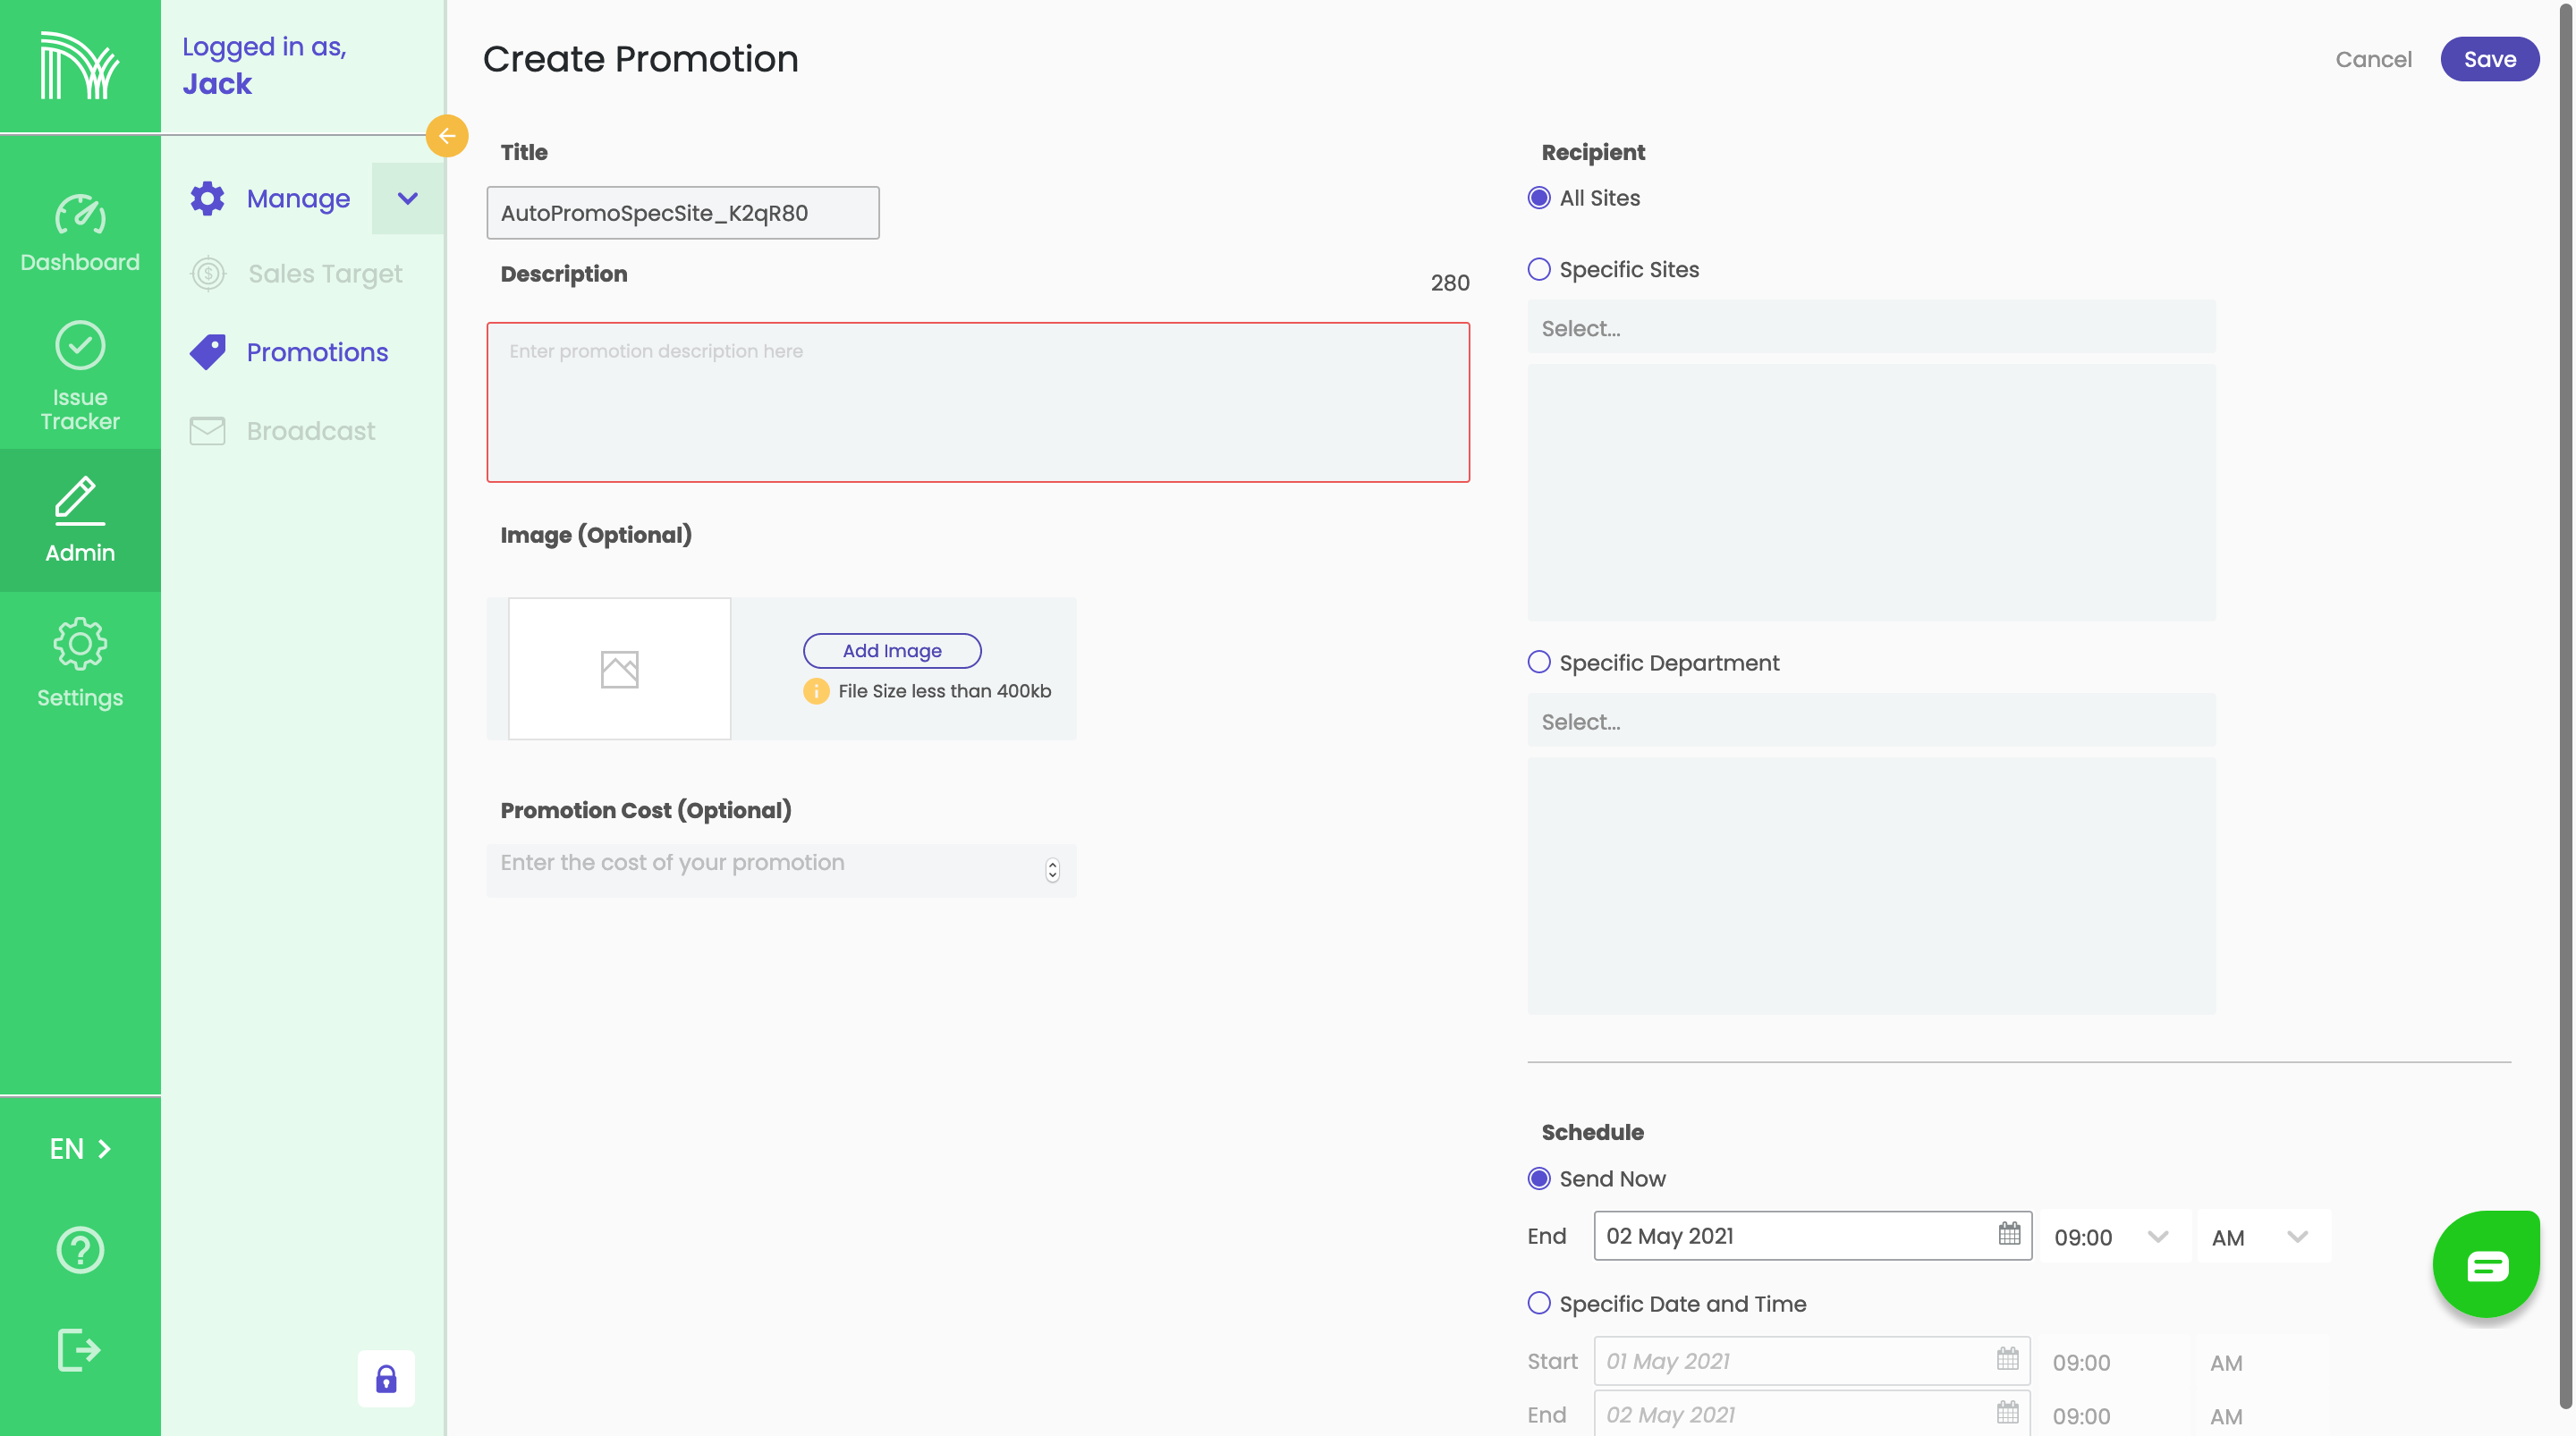 Logged in as,
Jack
Dashboard
Issue
Tracker
Admin
Settings
EN
Manage
Sales Target
Promotions
Broadcast
Create Promotion
Cancel
Save
Title
AutoPromoSpecSite_K2qR80
Description
280
Enter promotion description here
Image (Optional)
Add Image
i File Size less than 400kb
Promotion Cost (Optional)
Enter the cost of your promotion
Recipient
All Sites
Specific Sites
Select...
Specific Department
Select...
Schedule
Send Now
End 02 May 2021 09:00 AM
Specific Date and Time
Start 01 May 2021 09:00 AM
End 02 May 2021 09:00 AM